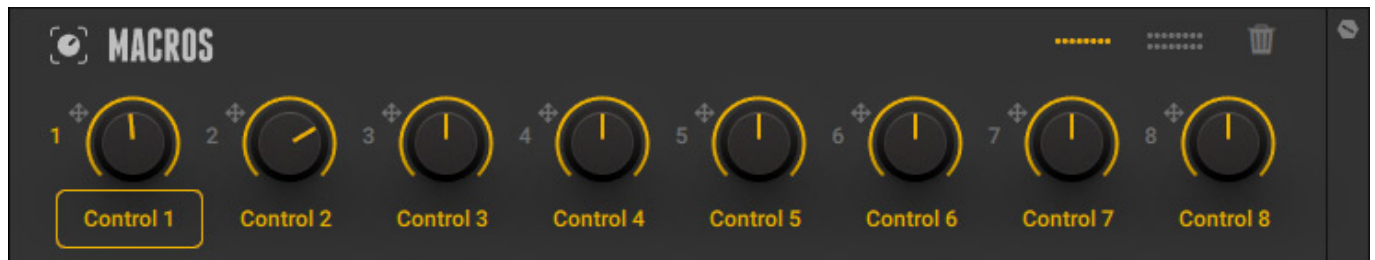 MACROS
1 2 3 4 5 6 7 8
Control 1 Control 2 Control 3 Control 4 Control 5 Control 6 Control 7 Control 8